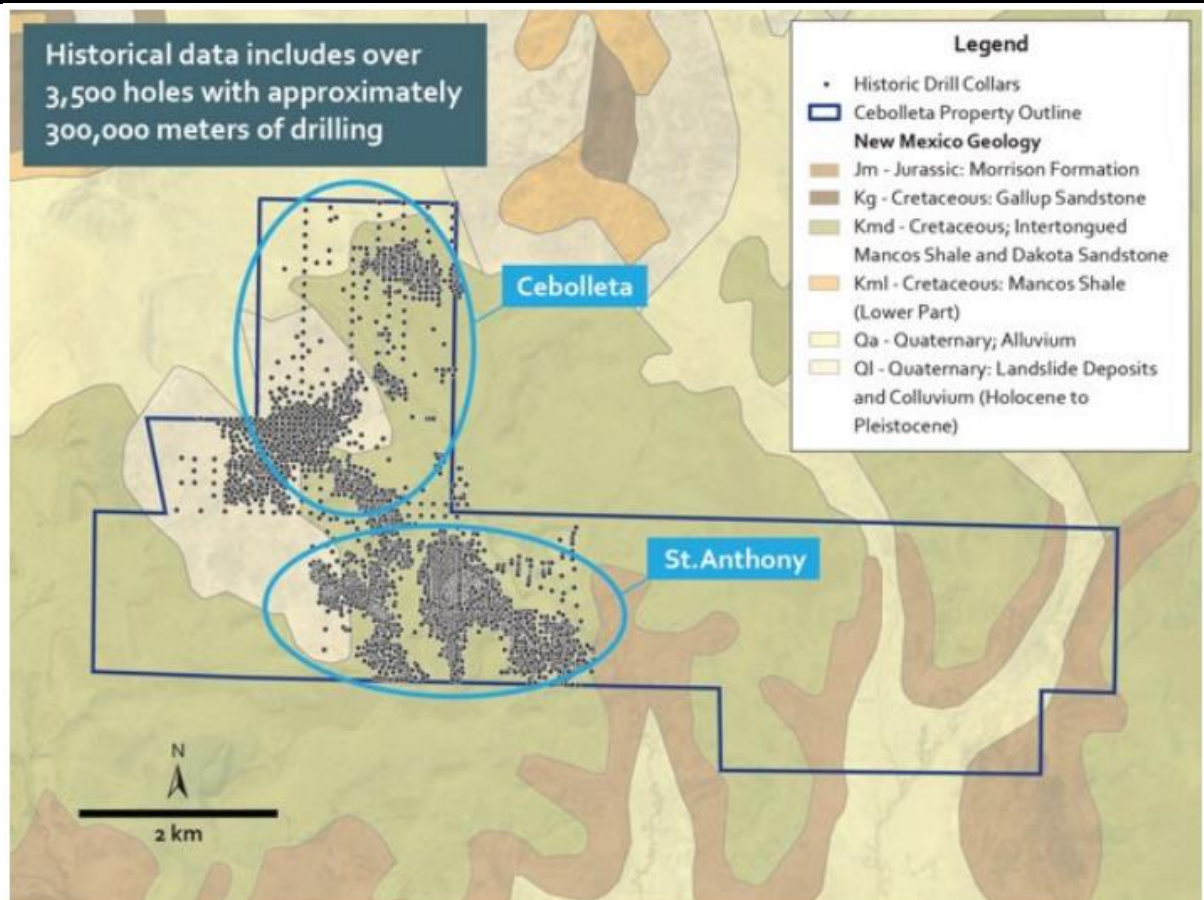 Historical data includes over
3,500 holes with approximately
300,000 meters of drilling
Legend
Historic Drill Collars
Cebolleta Property Outline
New Mexico Geology
Jm - Jurassic: Morrison Formation
Kg - Cretaceous: Gallup Sandstone
Kmd - Cretaceous; Intertongued
Mancos Shale and Dakota Sandstone
Kml - Cretaceous: Mancos Shale
(Lower Part)
Qa - Quaternary; Alluvium
Ql - Quaternary: Landslide Deposits
and Colluvium (Holocene to
Pleistocene)
Cebolleta
St.Anthony
N
2 km